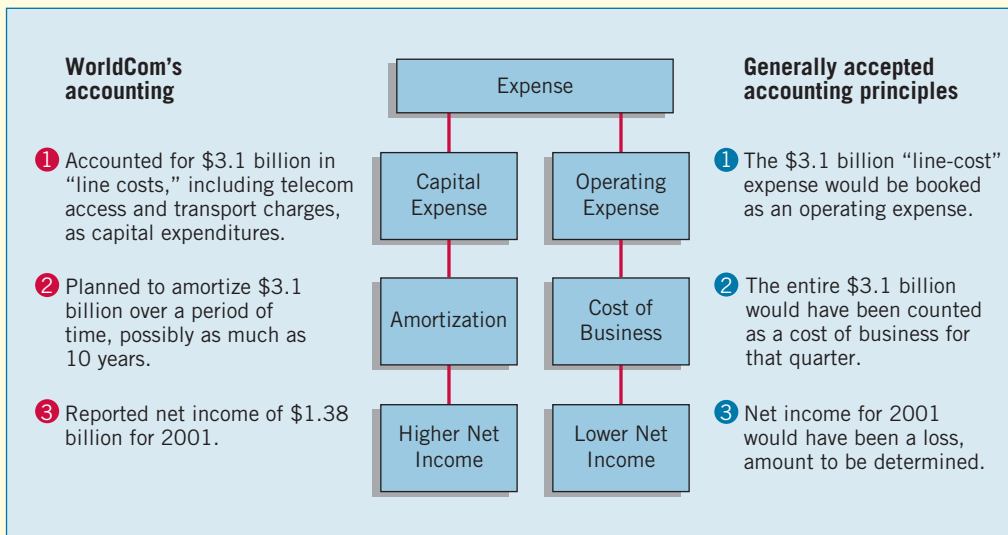 WorldCom's
accounting
1 Accounted for $3.1 billion in
"line costs," including telecom
access and transport charges,
as capital expenditures.
2 Planned to amortize $3.1
billion over a period of
time, possibly as much as
10 years.
3 Reported net income of $1.38
billion for 2001.
Expense
Capital
Expense
Operating
Expense
Amortization
Cost of
Business
Higher Net
Income
Lower Net
Income
Generally accepted
accounting principles
1 The $3.1 billion "line-cost"
expense would be booked
as an operating expense.
2 The entire $3.1 billion
would have been counted
as a cost of business for
that quarter.
3 Net income for 2001
would have been a loss,
amount to be determined.